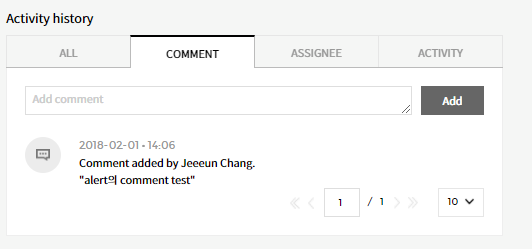 Activity history
ALL COMMENT ASSIGNEE ACTIVITY
Add comment Add
2018-02-01 • 14:06
Comment added by Jeeeun Chang.
"alert의 comment test"
1 / 1 10